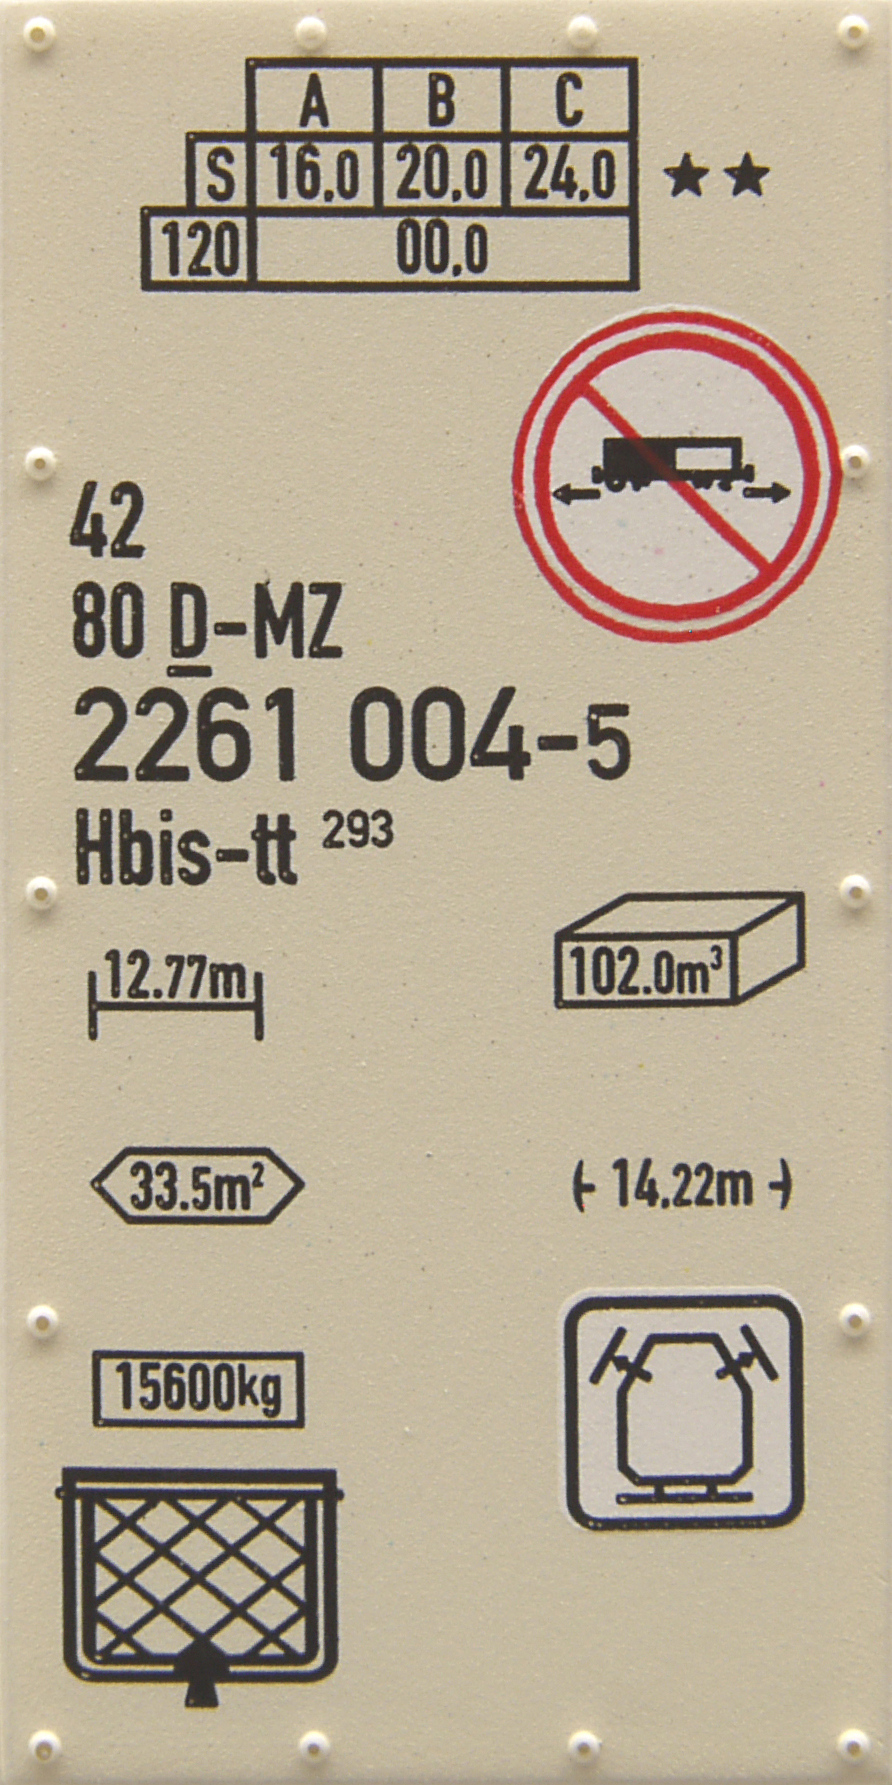 A B C
S 16.0 20.0 24.0 ★★
120 00.0
42
80 D-MZ
2261 004-5
Hbis-tt 293
12.77m 102.0m³
33.5m² 14.22m
15600kg